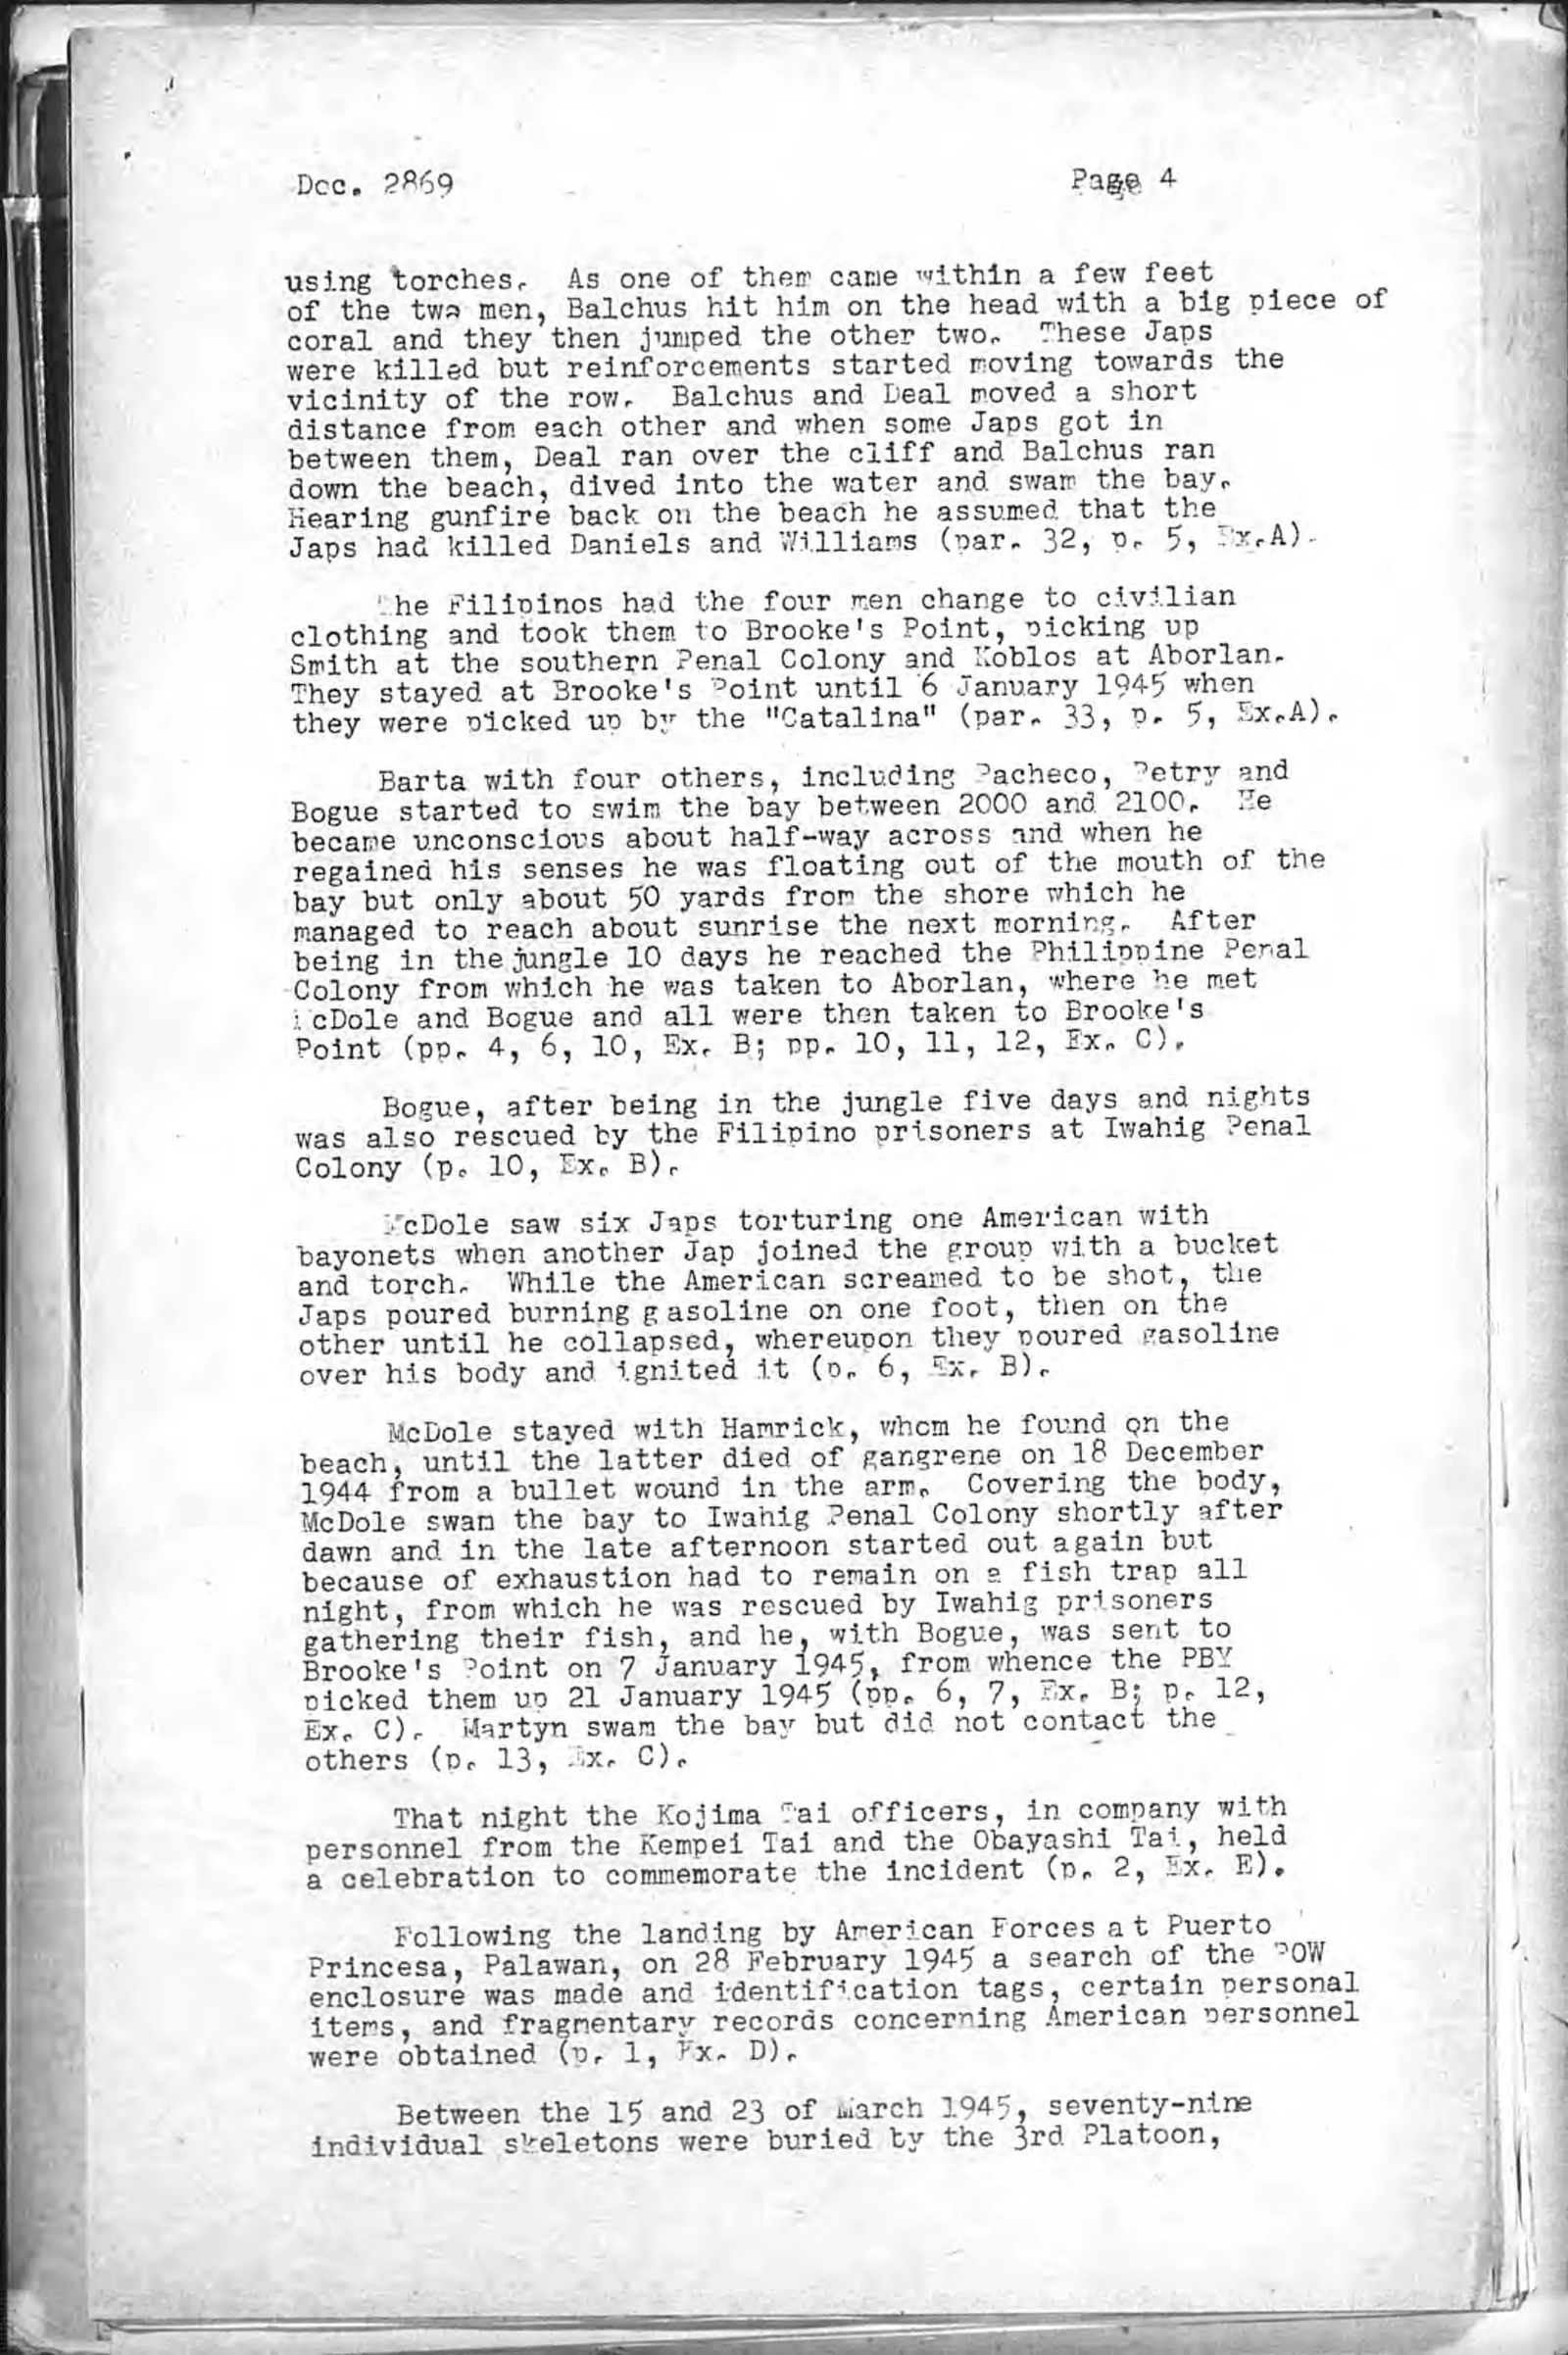 Doc. 2869 Page 4
using torches. As one of them came within a few feet
of the two men, Balchus hit him on the head with a big piece of
coral and they then jumped the other two. These Japs
were killed but reinforcements started moving towards the
vicinity of the row. Balchus and Deal moved a short
distance from each other and when some Japs got in
between them, Deal ran over the cliff and Balchus ran
down the beach, dived into the water and swam the bay.
Hearing gunfire back on the beach he assumed that the
Japs had killed Daniels and Williams (par. 32, p. 5, Ex.A).
The Filipinos had the four men change to civilian
clothing and took them to Brooke's Point, picking up
Smith at the southern Penal Colony and Koblos at Aborlan.
They stayed at Brooke's Point until 6 January 1945 when
they were picked up by the "Catalina" (par. 33, p. 5, Ex.A).
Barta with four others, including Pacheco, Petry and
Bogue started to swim the bay between 2000 and 2100. He
became unconscious about half-way across and when he
regained his senses he was floating out of the mouth of the
bay but only about 50 yards from the shore which he
managed to reach about sunrise the next morning. After
being in the jungle 10 days he reached the Philippine Penal
Colony from which he was taken to Aborlan, where he met
McDole and Bogue and all were then taken to Brooke's
Point (pp. 4, 6, 10, Ex. B; pp. 10, 11, 12, Ex. C).
Bogue, after being in the jungle five days and nights
was also rescued by the Filipino prisoners at Iwahig Penal
Colony (p. 10, Ex. B).
McDole saw six Japs torturing one American with
bayonets when another Jap joined the group with a bucket
and torch. While the American screamed to be shot, the
Japs poured burning gasoline on one foot, then on the
other until he collapsed, whereupon they poured gasoline
over his body and ignited it (p. 6, Ex. B).
McDole stayed with Hamrick, whom he found on the
beach, until the latter died of gangrene on 18 December
1944 from a bullet wound in the arm. Covering the body,
McDole swam the bay to Iwahig Penal Colony shortly after
dawn and in the late afternoon started out again but
because of exhaustion had to remain on a fish trap all
night, from which he was rescued by Iwahig prisoners
gathering their fish, and he, with Bogue, was sent to
Brooke's Point on 7 January 1945, from whence the PBY
picked them up 21 January 1945 (pp. 6, 7, Ex. B; p. 12,
Ex. C). Martyn swam the bay but did not contact the
others (p. 13, Ex. C).
That night the Kojima Tai officers, in company with
personnel from the Kempei Tai and the Obayashi Tai, held
a celebration to commemorate the incident (p. 2, Ex. E).
Following the landing by American Forces at Puerto
Princesa, Palawan, on 28 February 1945 a search of the POW
enclosure was made and identification tags, certain personal
items, and fragmentary records concerning American personnel
were obtained (p. 1, Ex. D).
Between the 15 and 23 of March 1945, seventy-nine
individual skeletons were buried by the 3rd Platoon,